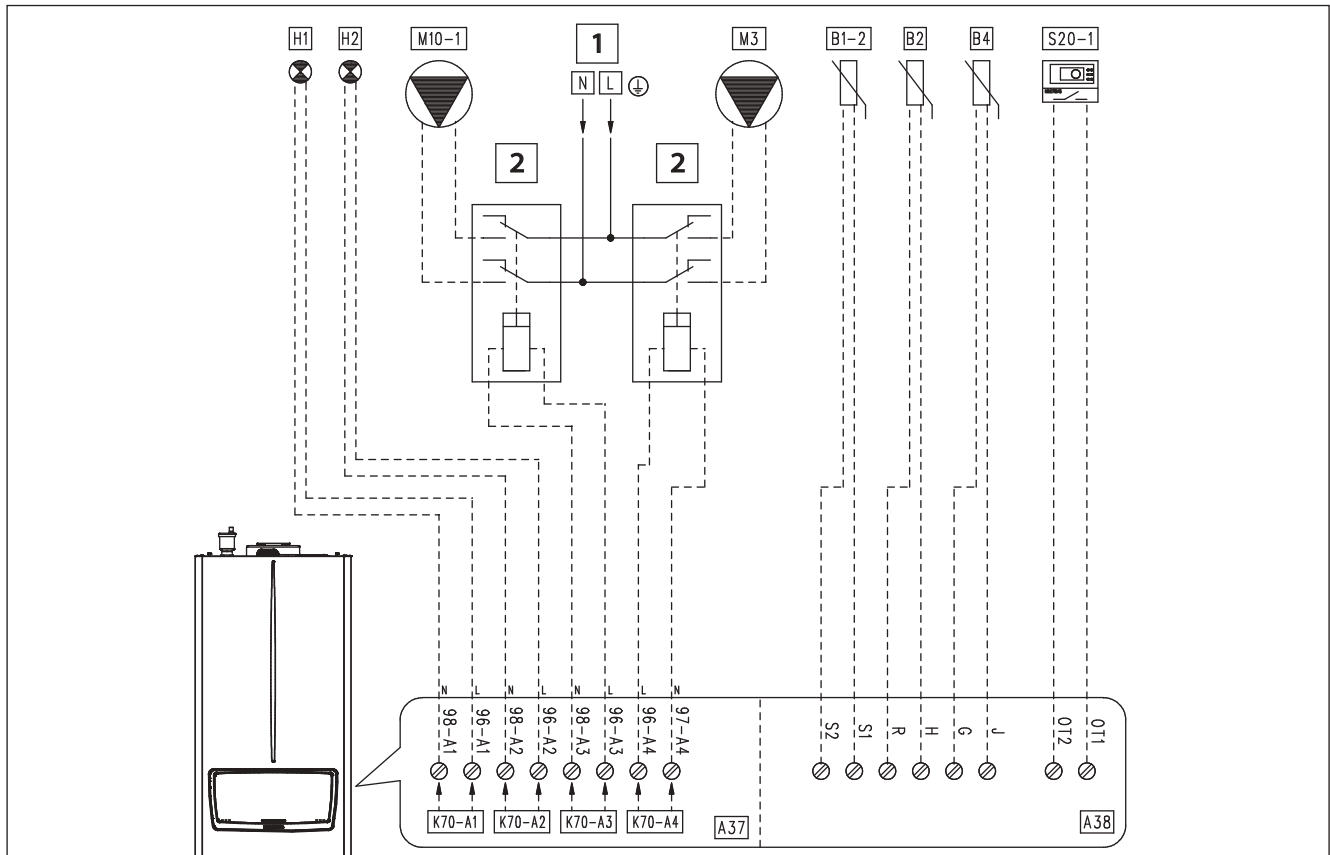 H1 H2 M10-1 1 M3 B1-2 B2 B4 S20-1
N L
2 2
N L N L N L L N
98-A1 96-A1 98-A2 96-A2 98-A3 96-A3 96-A4 97-A4 S2 S1 R H G J OT2 OT1
K70-A1 K70-A2 K70-A3 K70-A4 A37 A38